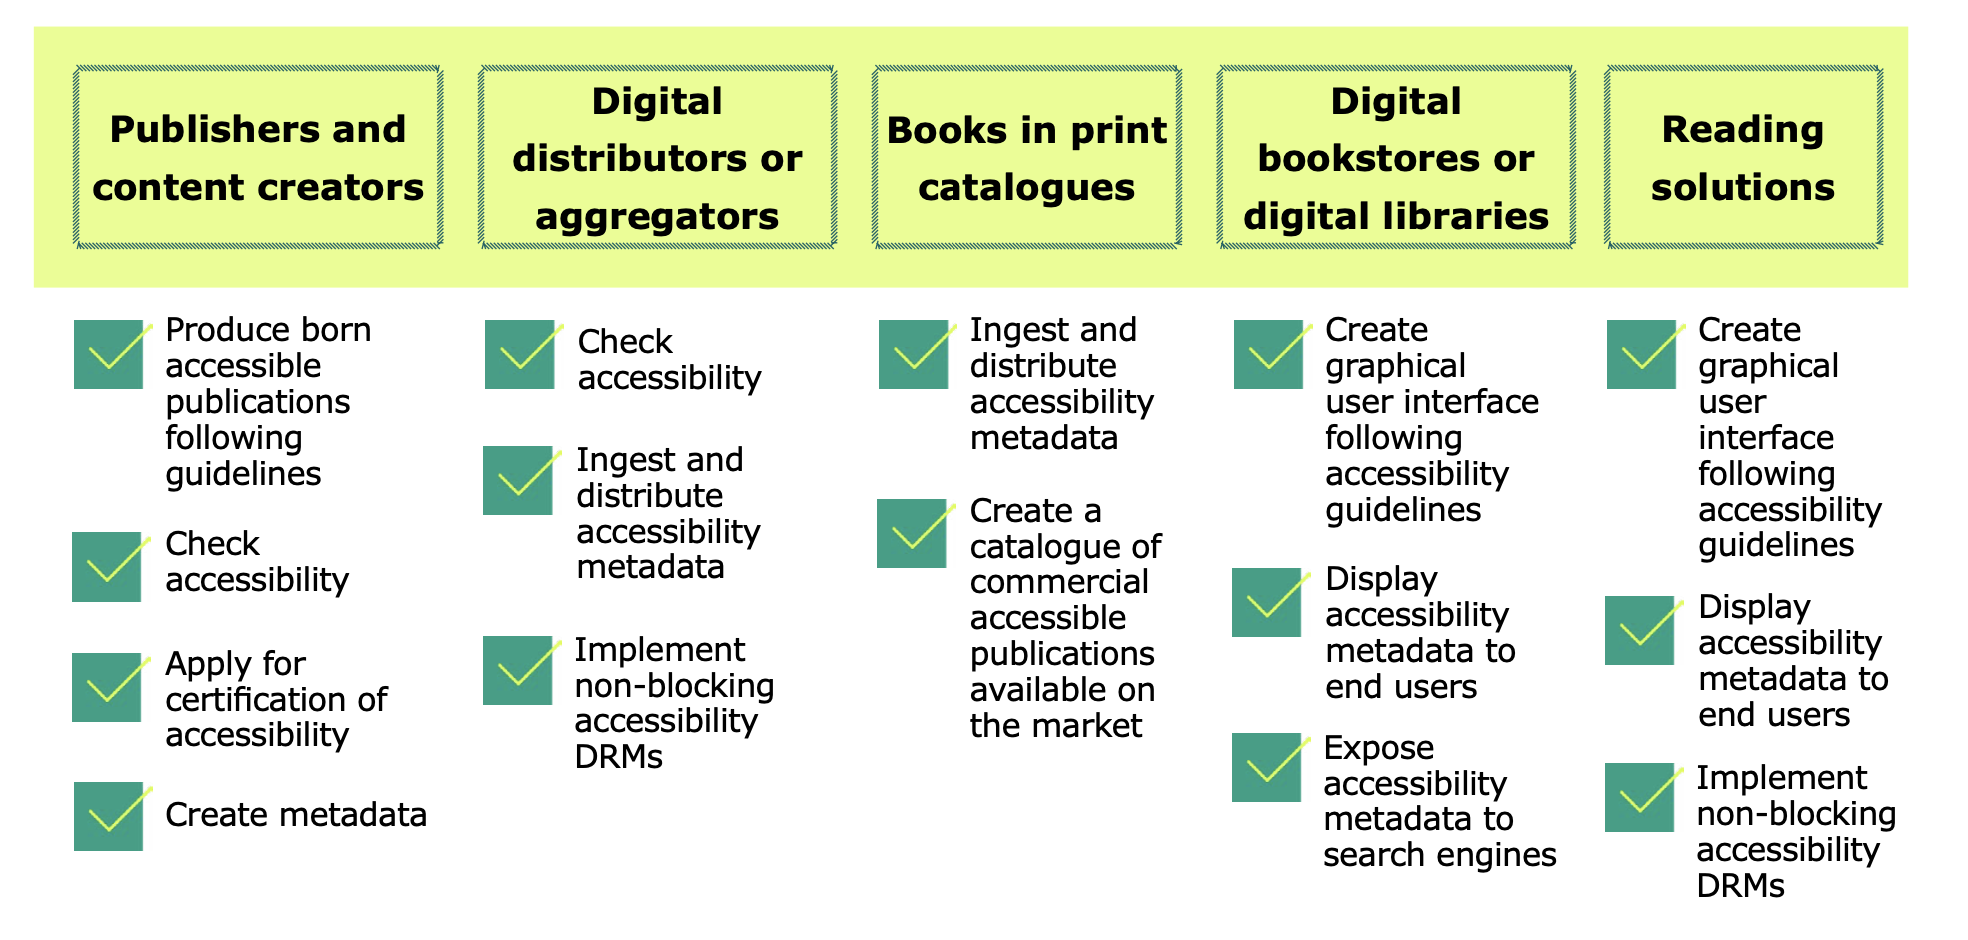 Publishers and
content creators
Digital
distributors or
aggregators
Books in print
catalogues
Digital
bookstores or
digital libraries
Reading
solutions
Produce born
accessible
publications
following
guidelines
Check
accessibility
Apply for
certification of
accessibility
Create metadata
Check
accessibility
Ingest and
distribute
accessibility
metadata
Implement
non-blocking
accessibility
DRMs
Ingest and
distribute
accessibility
metadata
Create a
catalogue of
commercial
accessible
publications
available on
the market
Create
graphical
user interface
following
accessibility
guidelines
Display
accessibility
metadata to
end users
Expose
accessibility
metadata to
search engines
Create
graphical
user
interface
following
accessibility
guidelines
Display
accessibility
metadata to
end users
Implement
non-blocking
accessibility
DRMs